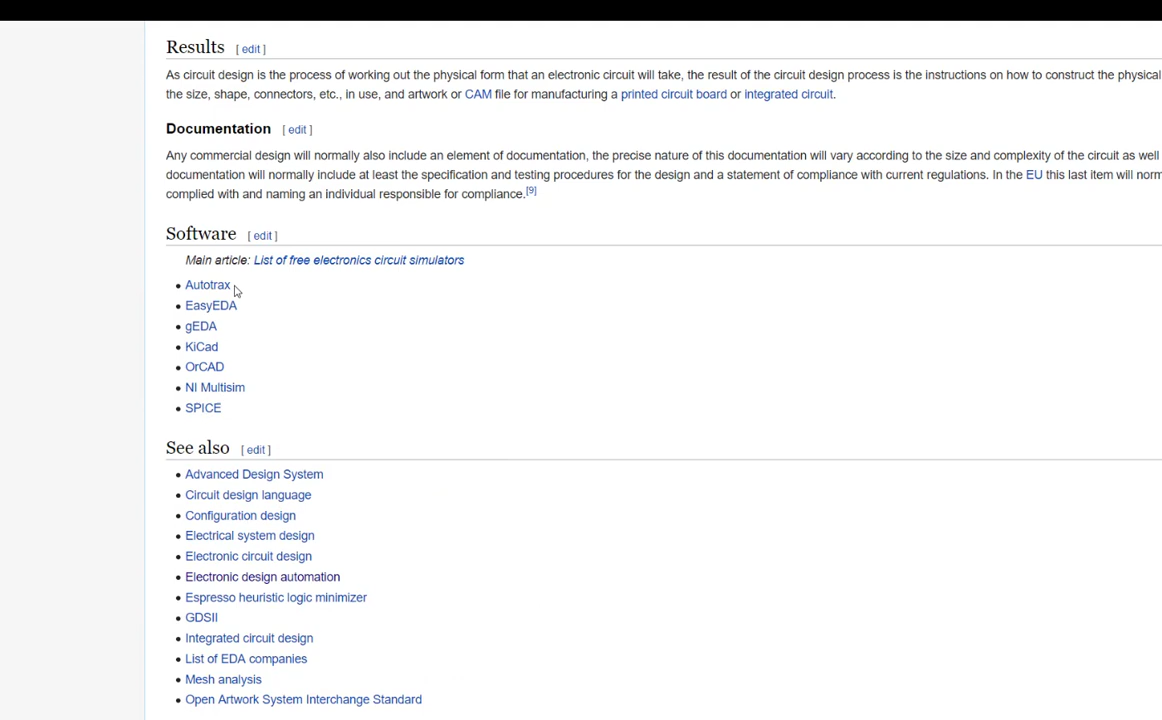 Results [ edit ]
As circuit design is the process of working out the physical form that an electronic circuit will take, the result of the circuit design process is the instructions on how to construct the physical
the size, shape, connectors, etc., in use, and artwork or CAM file for manufacturing a printed circuit board or integrated circuit.
Documentation [ edit ]
Any commercial design will normally also include an element of documentation, the precise nature of this documentation will vary according to the size and complexity of the circuit as well
documentation will normally include at least the specification and testing procedures for the design and a statement of compliance with current regulations. In the EU this last item will norm
complied with and naming an individual responsible for compliance.[9]
Software [ edit ]
Main article: List of free electronics circuit simulators
• Autotrax
• EasyEDA
• gEDA
• KiCad
• OrCAD
• NI Multisim
• SPICE
See also [ edit ]
• Advanced Design System
• Circuit design language
• Configuration design
• Electrical system design
• Electronic circuit design
• Electronic design automation
• Espresso heuristic logic minimizer
• GDSII
• Integrated circuit design
• List of EDA companies
• Mesh analysis
• Open Artwork System Interchange Standard